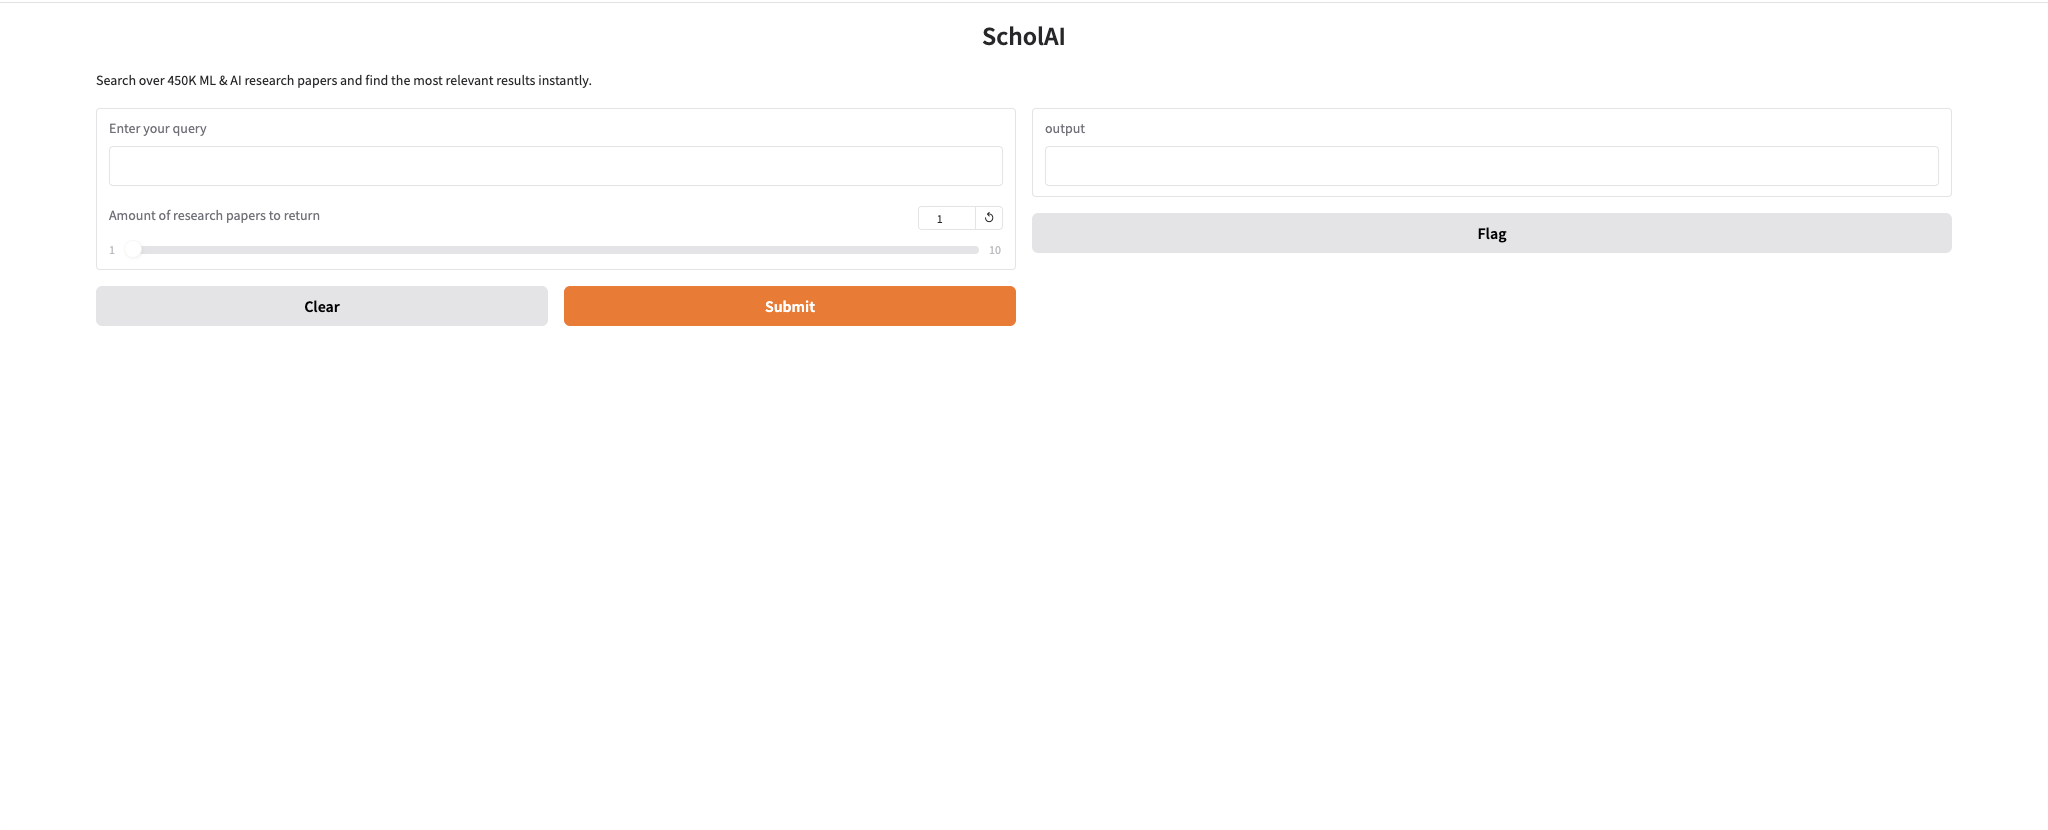 ScholAI
Search over 450K ML & AI research papers and find the most relevant results instantly.
Enter your query
Amount of research papers to return
1
1
10
Clear
Submit
output
Flag